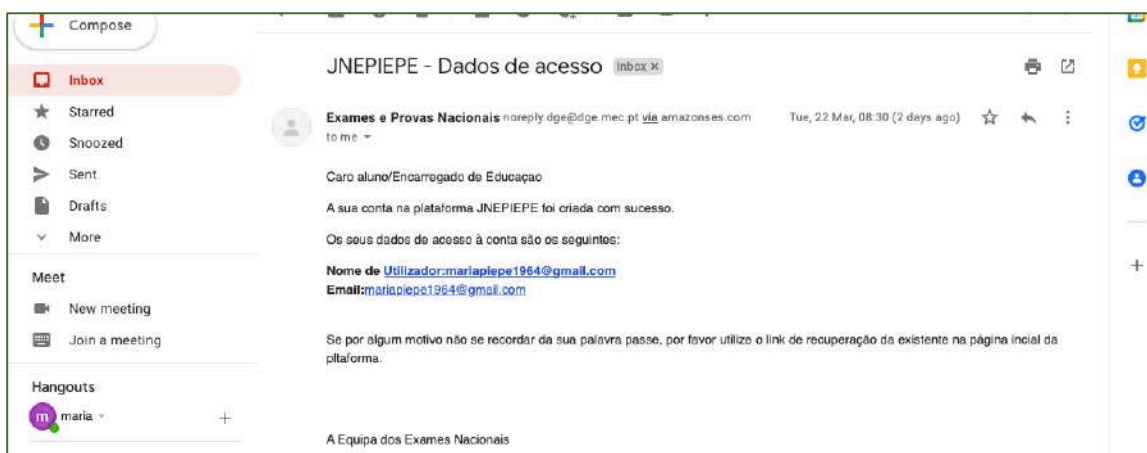 Compose
Inbox
Starred
Snoozed
Sent
Drafts
More
Meet
New meeting
Join a meeting
Hangouts
m maria
JNEPIEPE - Dados de acesso Inbox x
Exames e Provas Nacionais noreply.dge@dge.mec.pt via amazonses.com Tue, 22 Mar, 08:30 (2 days ago)
to me
Caro aluno/Encarregado de Educaçao
A sua conta na plataforma JNEPIEPE foi criada com sucesso.
Os seus dados de acesso à conta são os seguintes:
Nome de Utilizador:mariapiepe1964@gmail.com
Email:mariapiepe1964@gmail.com
Se por algum motivo não se recordar da sua palavra passe, por favor utilize o link de recuperação da existente na página incial da
pltaforma.
A Equipa dos Exames Nacionais